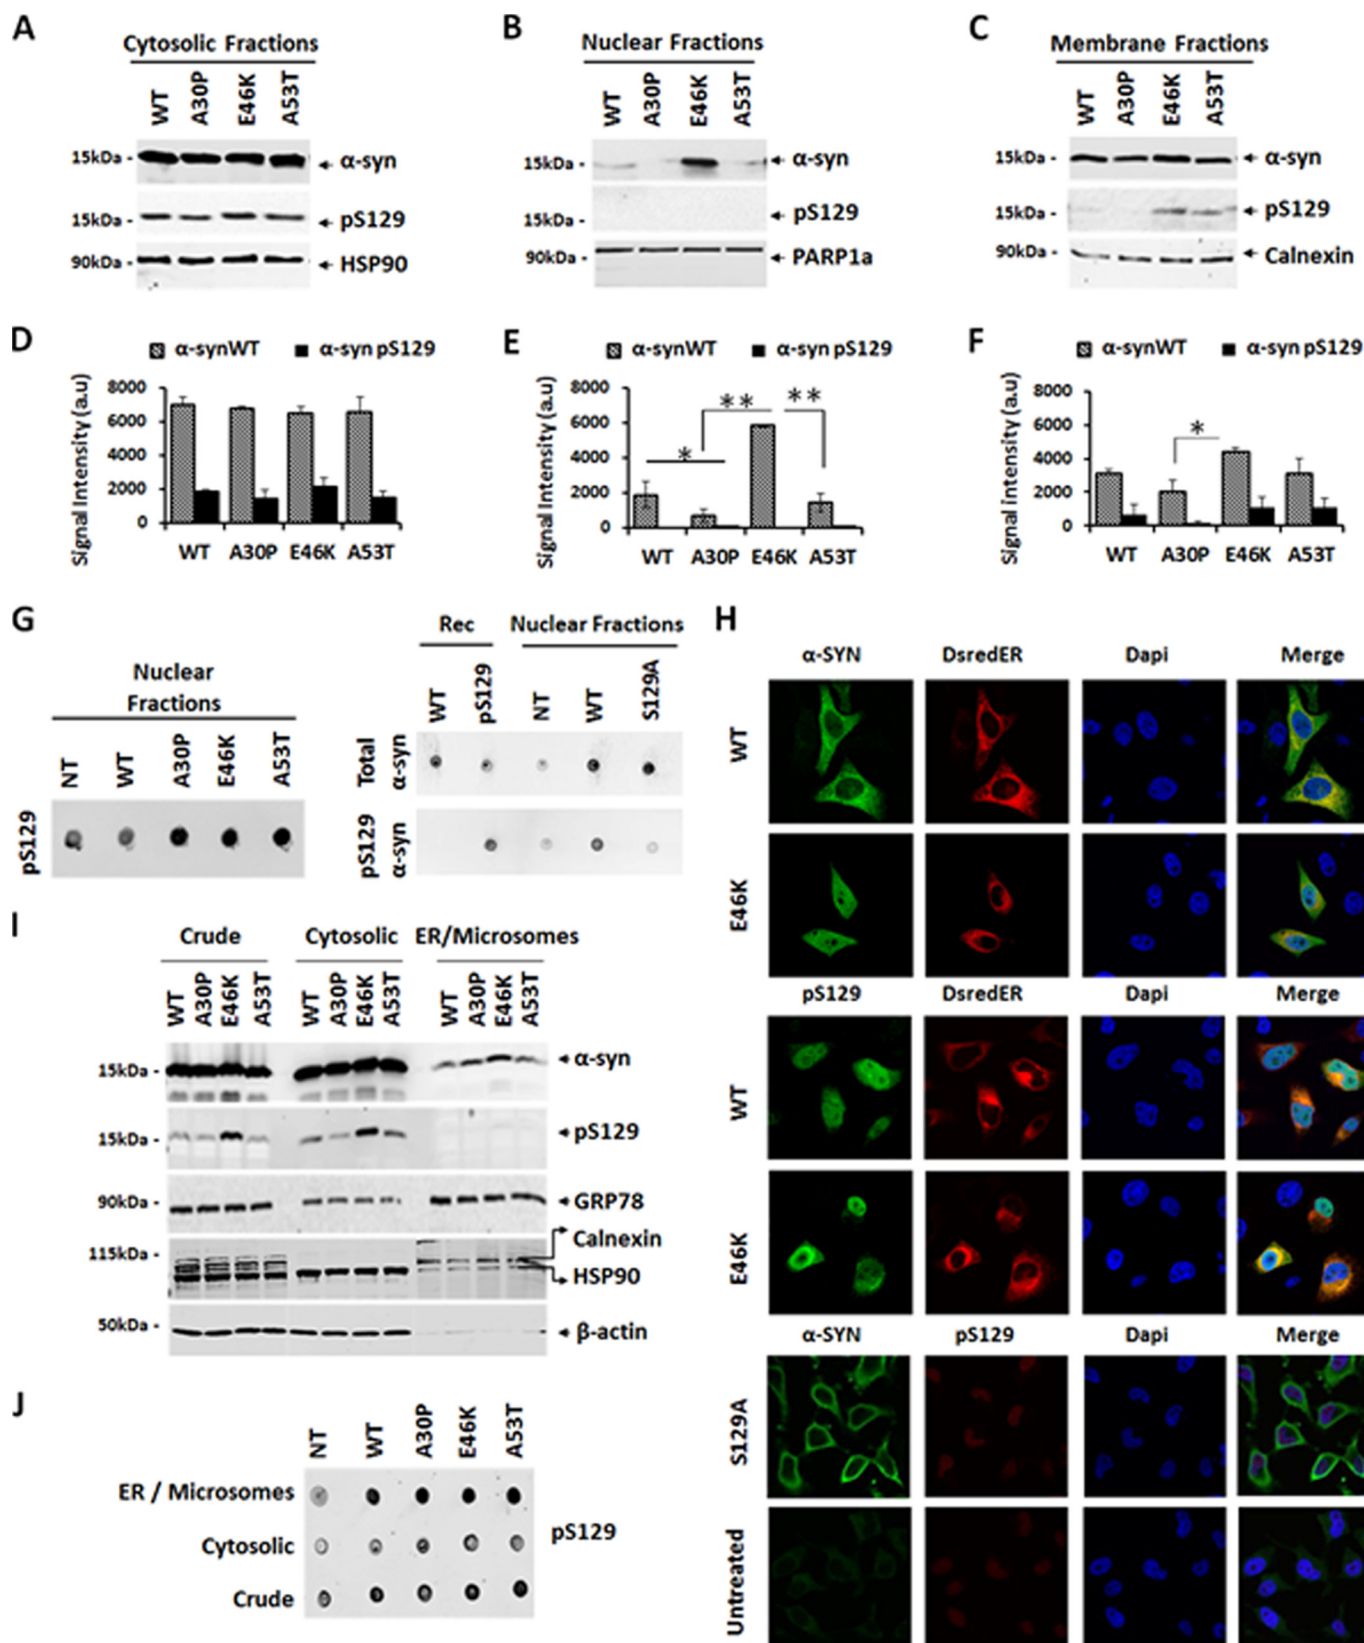 A
Cytosolic Fractions
WT A30P E46K A53T
15kDa - α-syn
15kDa - pS129
90kDa - HSP90
B
Nuclear Fractions
WT A30P E46K A53T
15kDa - α-syn
15kDa - pS129
90kDa - PARP1a
C
Membrane Fractions
WT A30P E46K A53T
15kDa - α-syn
15kDa - pS129
90kDa - Calnexin
D
α-synWT α-syn pS129
Signal Intensity (a.u)
8000
6000
4000
2000
0
WT A30P E46K A53T
E
α-synWT α-syn pS129
Signal Intensity (a.u)
8000
6000
4000
2000
0
* ** **
WT A30P E46K A53T
F
α-synWT α-syn pS129
Signal intensity (a.u)
8000
6000
4000
2000
0
*
WT A30P E46K A53T
G
Nuclear
Fractions
NT WT A30P E46K A53T
pS129
Rec Nuclear Fractions
WT pS129 NT WT S129A
Total
α-syn
pS129
α-syn
H
α-SYN DsredER Dapi Merge
WT
E46K
pS129 DsredER Dapi Merge
WT
E46K
α-SYN pS129 Dapi Merge
S129A
Untreated
I
Crude Cytosolic ER/Microsomes
WT A30P E46K A53T WT A30P E46K A53T WT A30P E46K A53T
15kDa - α-syn
15kDa - pS129
90kDa - GRP78
115kDa - Calnexin
HSP90
50kDa - β-actin
J
NT WT A30P E46K A53T
ER / Microsomes
Cytosolic
Crude
pS129